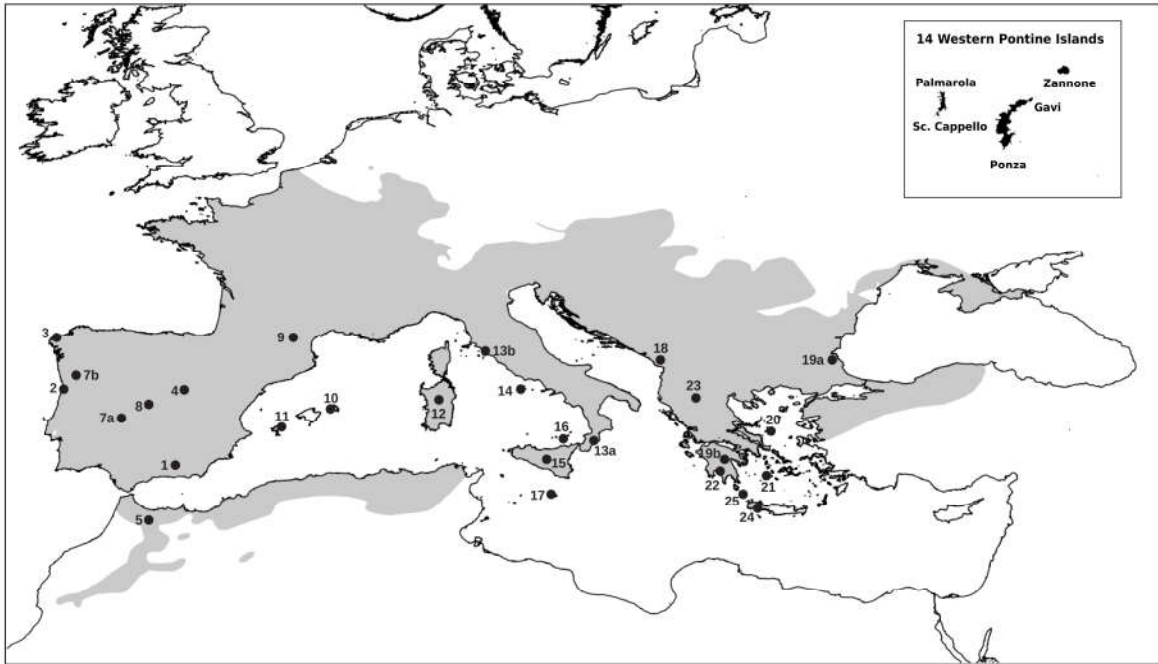 14 Western Pontine Islands
Palmarola
Zannone
Gavi
Sc. Cappello
Ponza
3
9
13b
18
19a
7b
2
4
23
14
10
8
12
7a
11
20
16
13a
1
15
19b
22
21
17
25
24
5